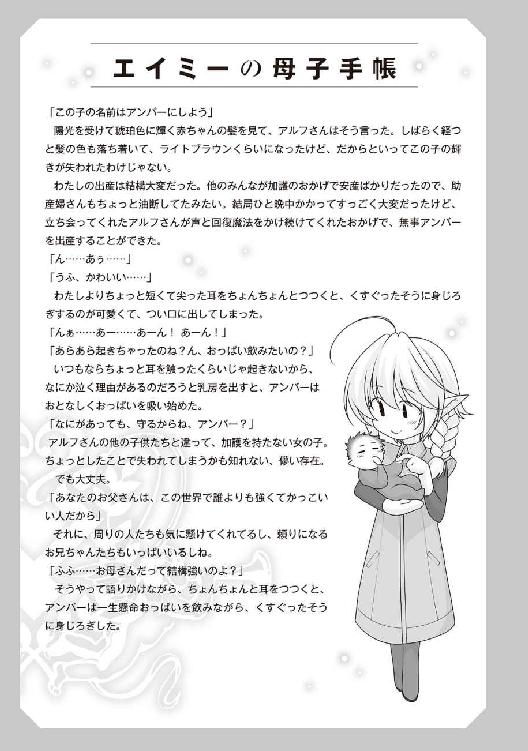 エイミーの母子手帳
「この子の名前はアンバーにしよう」
　陽光を受けて琥珀色に輝く赤ちゃんの髪を見て、アルフさんはそう言った。しばらく経つ
と髪の色も落ち着いて、ライトブラウンくらいになったけど、だからといってこの子の輝
きが失われたわけじゃない。
　わたしの出産は結構大変だった。他のみんなが加護のおかげで安産ばかりだったので、助
産婦さんもちょっと油断してたみたい。結局ひと晩中かかってすっごく大変だったけど、
立ち会ってくれたアルフさんが声と回復魔法をかけ続けてくれたおかげで、無事アンバー
を出産することができた。
「ん……あぅ……」
「うふ、かわいい……」
　わたしよりちょっと短くて尖った耳をちょんちょんとつつくと、くすぐったそうに身じろ
ぎするのが可愛くて、つい口に出してしまった。
「んぁ……あー……あーん！ あーん！」
「あらあら起きちゃったのね？ん、おっぱい飲みたいの？」
　いつもならちょっと耳を触ったくらいじゃ起きないから、
なにか泣く理由があるのだろうと乳房を出すと、アンバーは
おとなしくおっぱいを吸い始めた。
「なにがあっても、守るからね、アンバー？」
アルフさんの他の子供たちと違って、加護を持たない女の子。
ちょっとしたことで失われてしまうかも知れない、儚い存在。
　でも大丈夫。
「あなたのお父さんは、この世界で誰よりも強くてかっこい
い人だから」
　それに、周りの人たちも気に懸けてくれてるし、頼りになる
お兄ちゃんたちもいっぱいいるしね。
「ふふ……お母さんだって結構強いのよ？」
　そうやって語りかけながら、ちょんちょんと耳をつつくと、
アンバーは一生懸命おっぱいを飲みながら、くすぐったそう
に身じろぎした。